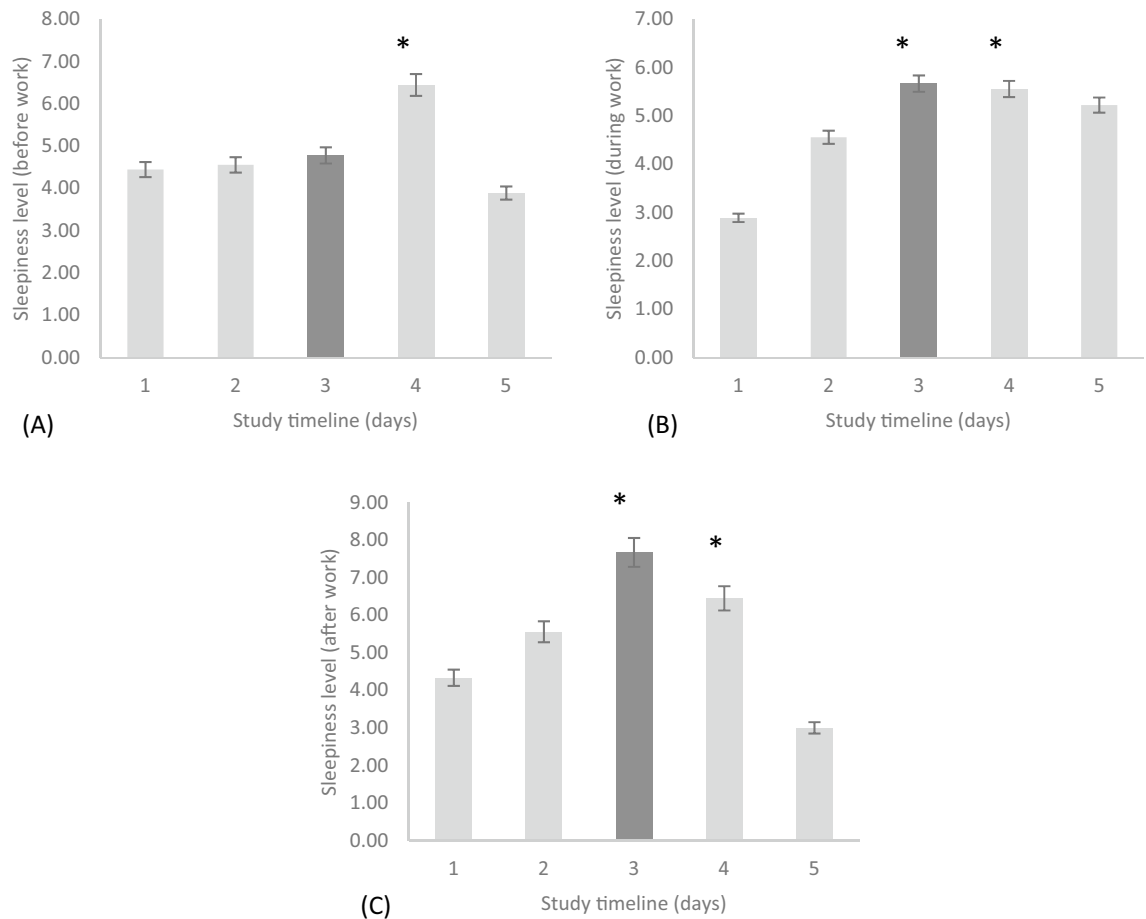 8.00
7.00
6.00
5.00
4.00
3.00
2.00
1.00
0.00
Sleepiness level (before work)
*
1 2 3 4 5
Study timeline (days)
(A)
7.00
6.00
5.00
4.00
3.00
2.00
1.00
0.00
Sleepiness level (during work)
* *
1 2 3 4 5
Study timeline (days)
(B)
9.00
8.00
7.00
6.00
5.00
4.00
3.00
2.00
1.00
0.00
Sleepiness level (after work)
*
*
1 2 3 4 5
Study timeline (days)
(C)